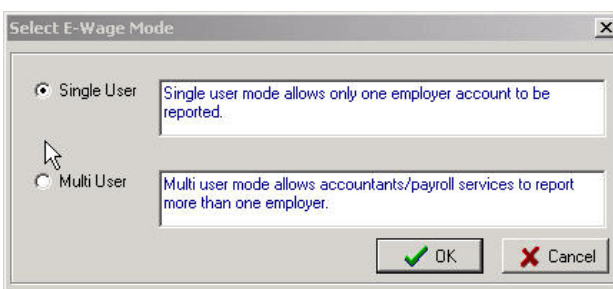 Select E-Wage Mode
Single User
Single user mode allows only one employer account to be
reported.
Multi User
Multi user mode allows accountants/payroll services to report
more than one employer.
OK
Cancel